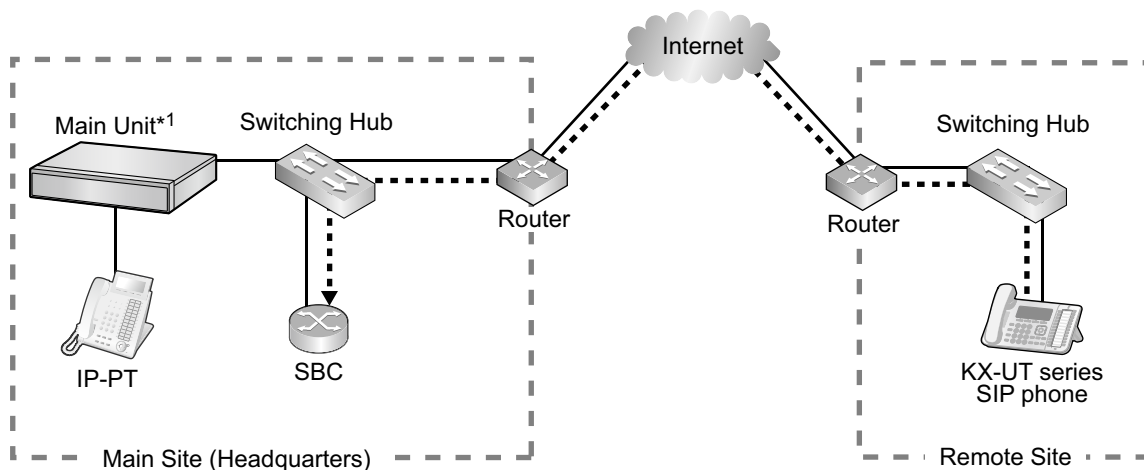 Internet
Main Unit*1
Switching Hub
Switching Hub
Router
Router
IP-PT
SBC
KX-UT series
SIP phone
Main Site (Headquarters)
Remote Site